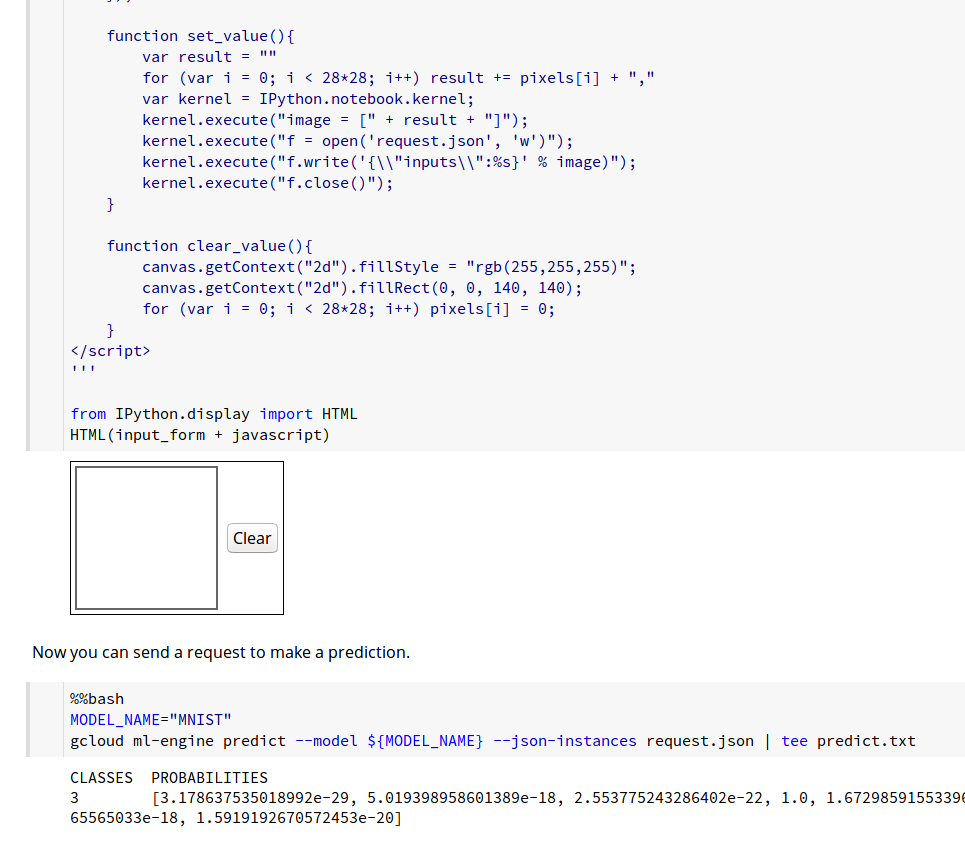 function set_value(){
var result = ""
for (var i = 0; i < 28*28; i++) result += pixels[i] + ","
var kernel = IPython.notebook.kernel;
kernel.execute("image = [" + result + "]");
kernel.execute("f = open('request.json', 'w')");
kernel.execute("f.write('{\\"inputs\\":%s}' % image)");
kernel.execute("f.close()");
}
function clear_value(){
canvas.getContext("2d").fillStyle = "rgb(255,255,255)";
canvas.getContext("2d").fillRect(0, 0, 140, 140);
for (var i = 0; i < 28*28; i++) pixels[i] = 0;
}
</script>
'''
from IPython.display import HTML
HTML(input_form + javascript)
Clear
Now you can send a request to make a prediction.
%%bash
MODEL_NAME="MNIST"
gcloud ml-engine predict --model ${MODEL_NAME} --json-instances request.json | tee predict.txt
CLASSES PROBABILITIES
3 [3.178637535018992e-29, 5.019398958601389e-18, 2.553775243286402e-22, 1.0, 1.6729859155339
65565033e-18, 1.5919192670572453e-20]